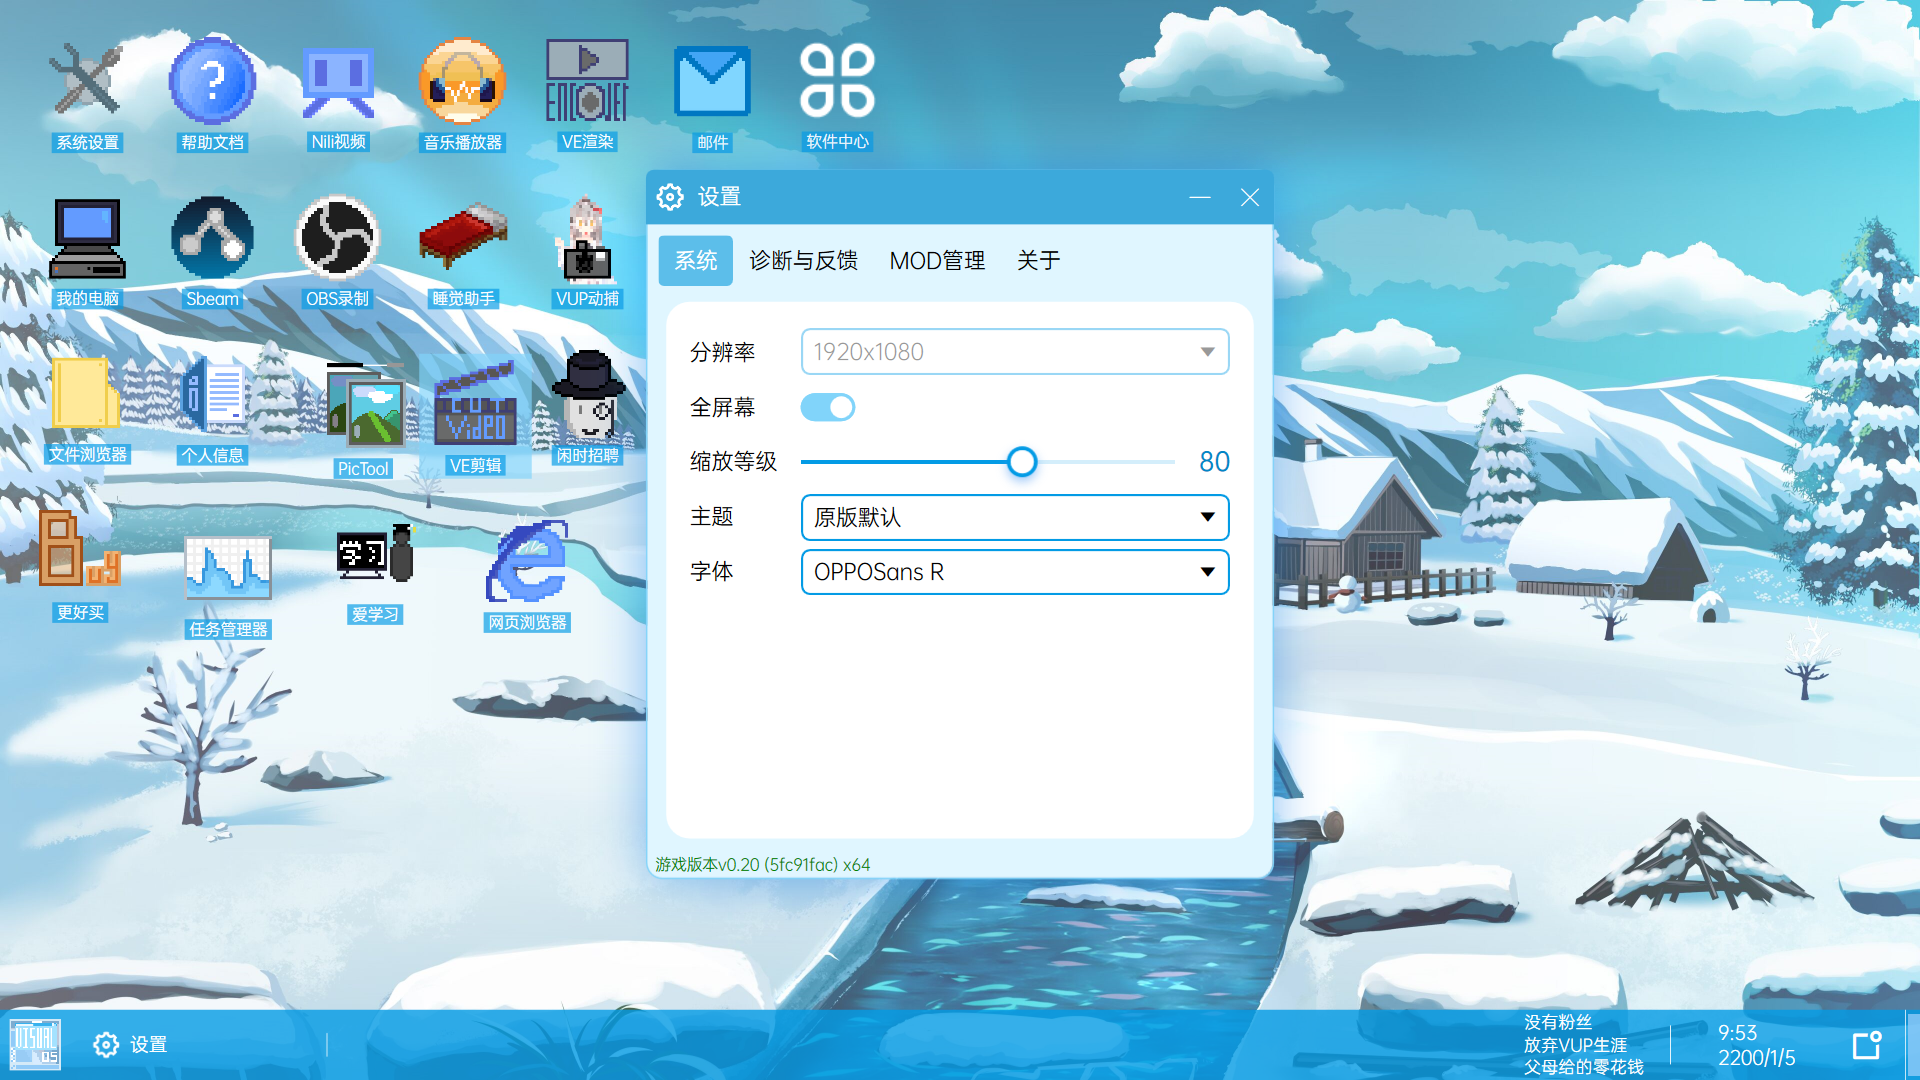 系统设置
帮助文档
Nili视频
音乐播放器
VE渲染
邮件
软件中心
我的电脑
Sbeam
OBS录制
睡觉助手
VUP动捕
文件浏览器
个人信息
PicTool
CUT
Video
VE剪辑
闲时招聘
Buy
更好买
任务管理器
学习
爱学习
网页浏览器
设置
系统
诊断与反馈
MOD管理
关于
分辨率
1920x1080
全屏幕
缩放等级
80
主题
原版默认
字体
OPPOSans R
游戏版本v0.20 (5fc91fac) x64
设置
没有粉丝
放弃VUP生涯
父母给的零花钱
9:53
2200/1/5